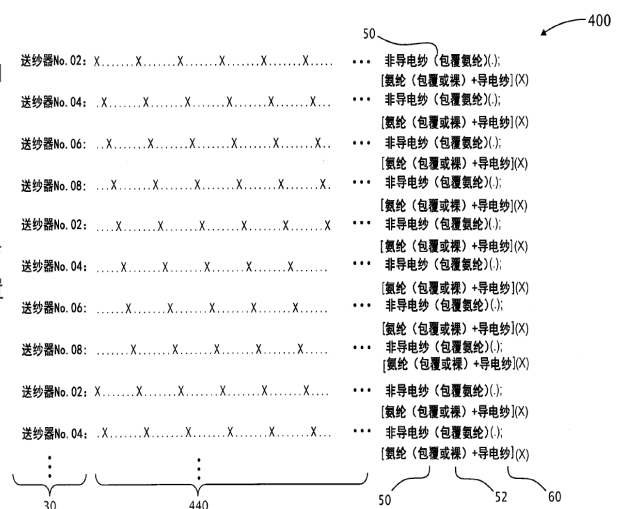 400
50
送纱器No.02: X.......X.......X.......X.......X.......X..... ••• 非导电纱（包覆氨纶）(.);
[氨纶（包覆或裸）+导电纱](X)
送纱器No.04: .X.......X.......X.......X.......X.......X.... ••• 非导电纱（包覆氨纶）(.);
[氨纶（包覆或裸）+导电纱](X)
送纱器No.06: ..X.......X.......X.......X.......X.......X.. ••• 非导电纱（包覆氨纶）(.);
[氨纶（包覆或裸）+导电纱](X)
送纱器No.08: ...X.......X.......X.......X.......X.......X. ••• 非导电纱（包覆氨纶）(.);
[氨纶（包覆或裸）+导电纱](X)
送纱器No.02: ....X.......X.......X.......X.......X.......X ••• 非导电纱（包覆氨纶）(.);
[氨纶（包覆或裸）+导电纱](X)
送纱器No.04: .....X.......X.......X.......X.......X....... ••• 非导电纱（包覆氨纶）(.);
[氨纶（包覆或裸）+导电纱](X)
送纱器No.06: ......X.......X.......X.......X.......X...... ••• 非导电纱（包覆氨纶）(.);
[氨纶（包覆或裸）+导电纱](X)
送纱器No.08: .......X.......X.......X.......X.......X..... ••• 非导电纱（包覆氨纶）(.);
[氨纶（包覆或裸）+导电纱](X)
送纱器No.02: X.......X.......X.......X.......X.......X.... ••• 非导电纱（包覆氨纶）(.);
[氨纶（包覆或裸）+导电纱](X)
送纱器No.04: .X.......X.......X.......X.......X.......X... ••• 非导电纱（包覆氨纶）(.);
[氨纶（包覆或裸）+导电纱](X)
30 440 50 52 60